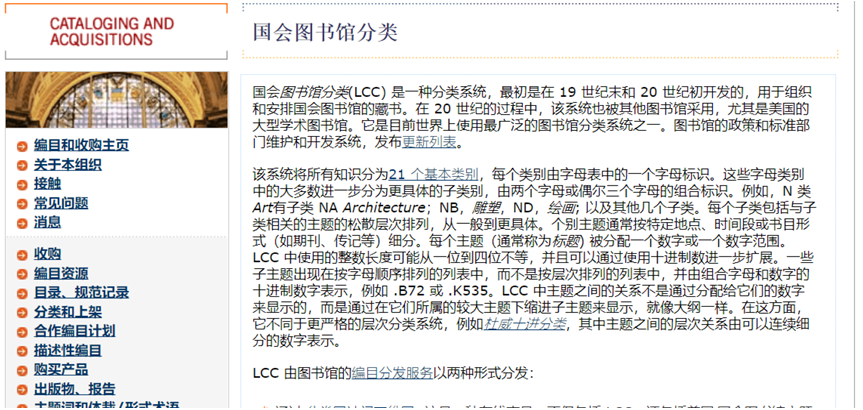 CATALOGING AND
ACQUISITIONS
编目和收购主页
关于本组织
接触
常见问题
消息
收购
编目资源
目录、规范记录
分类和上架
合作编目计划
描述性编目
购买产品
出版物、报告
国会图书馆分类
国会图书馆分类(LCC) 是一种分类系统，最初是在 19 世纪末和 20 世纪初开发的，用于组织
和安排国会图书馆的藏书。在 20 世纪的过程中，该系统也被其他图书馆采用，尤其是美国的
大型学术图书馆。它是目前世界上使用最广泛的图书馆分类系统之一。图书馆的政策和标准部
门维护和开发系统，发布更新列表。
该系统将所有知识分为21 个基本类别，每个类别由字母表中的一个字母标识。这些字母类别
中的大多数进一步分为更具体的子类别，由两个字母或偶尔三个字母的组合标识。例如，N 类
Art有子类 NA Architecture；NB，雕塑，ND，绘画；以及其他几个子类。每个子类包括与子
类相关的主题的松散层次排列，从一般到更具体。个别主题通常按特定地点、时间段或书目形
式（如期刊、传记等）细分。每个主题（通常称为标题) 被分配一个数字或一个数字范围。
LCC 中使用的整数长度可能从一位到四位不等，并且可以通过使用十进制数进一步扩展。一些
子主题出现在按字母顺序排列的列表中，而不是按层次排列的列表中，并由组合字母和数字的
十进制数字表示，例如 .B72 或 .K535。LCC 中主题之间的关系不是通过分配给它们的数字
来显示的，而是通过在它们所属的较大主题下缩进子主题来显示，就像大纲一样。在这方面，
它不同于更严格的层次分类系统，例如杜威十进分类，其中主题之间的层次关系由可以连续细
分的数字表示。
LCC 由图书馆的编目分发服务以两种形式分发：